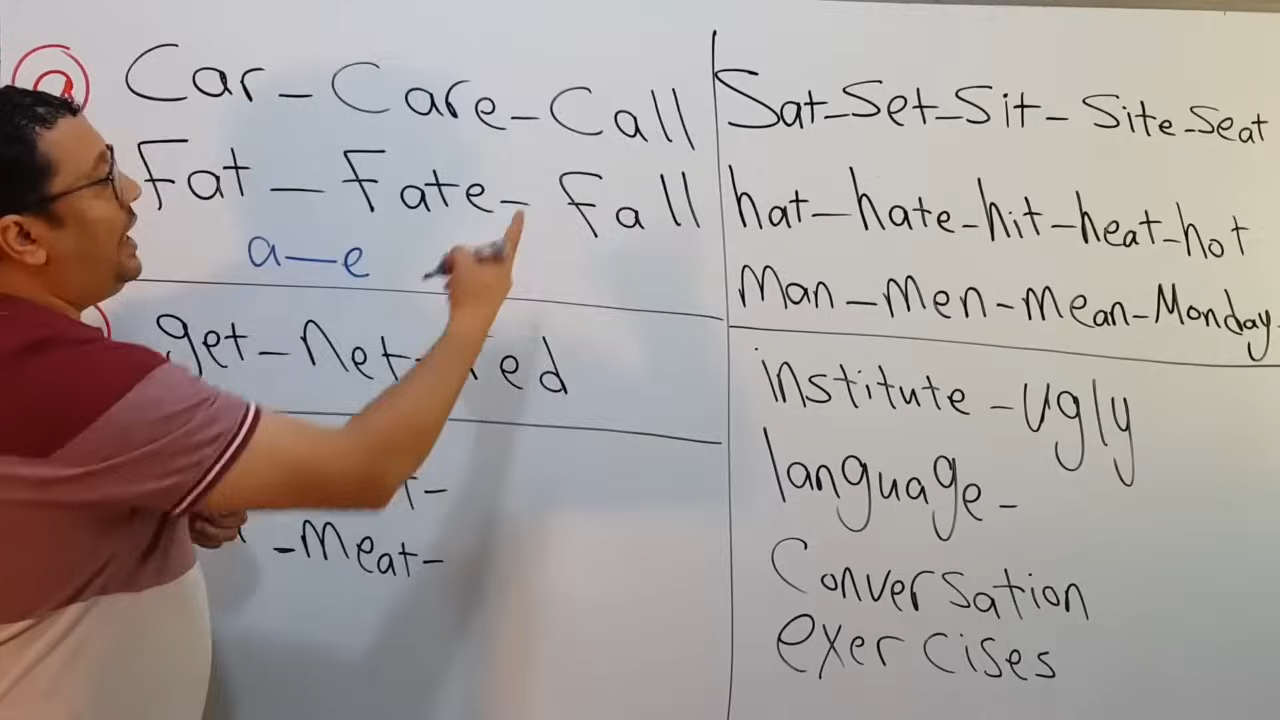 a
Car - Care - Call
Fat - Fate - Fall
a—e
get - net - ed
- Meat -
Sat - Set - Sit - Site - Seat
hat - hate - hit - heat - hot
Man - Men - Mean - Monday
institute - Ugly
language -
Conversation
exercises